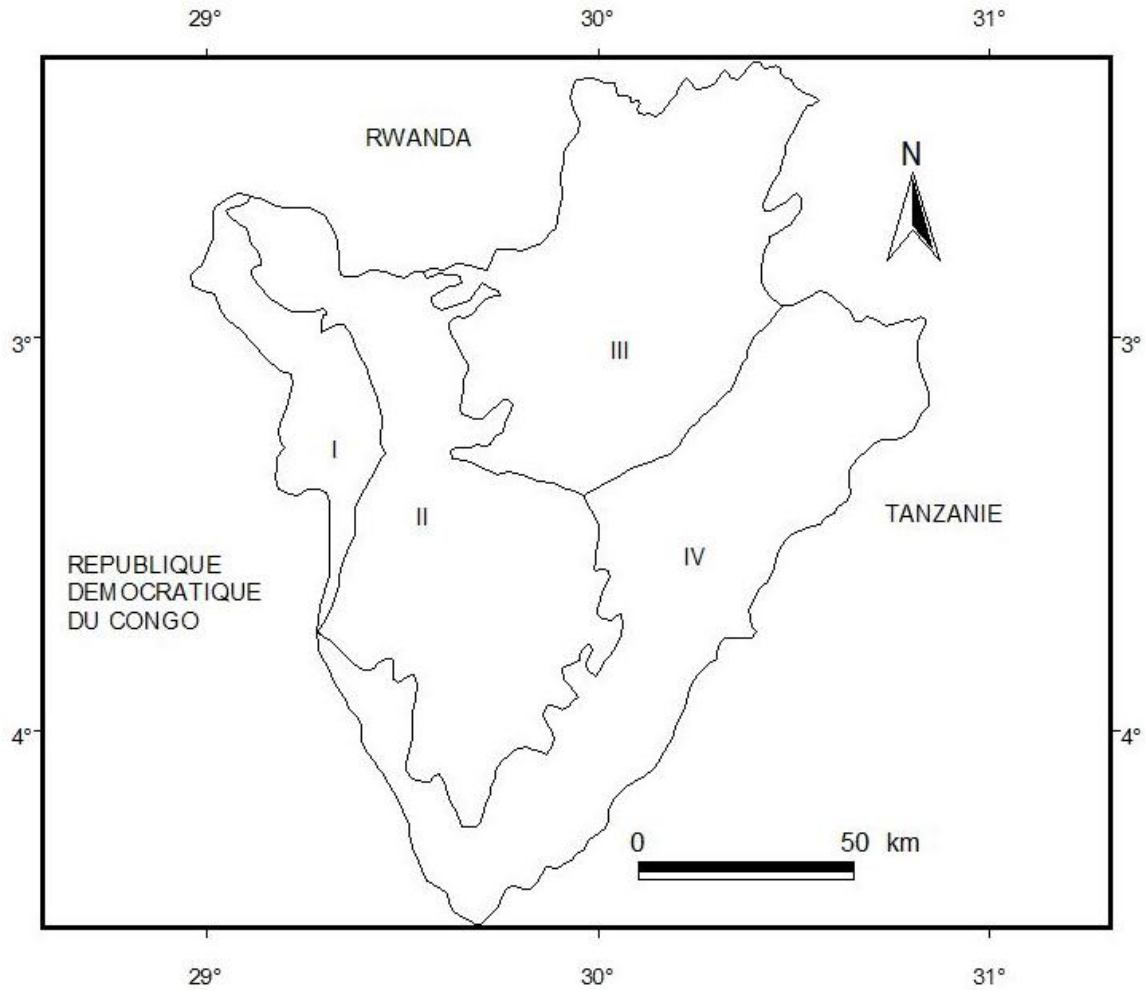 29° 30° 31°
RWANDA
N
3° 3°
III
I
II
TANZANIE
IV
REPUBLIQUE
DEMOCRATIQUE
DU CONGO
4° 4°
0 50 km
29° 30° 31°